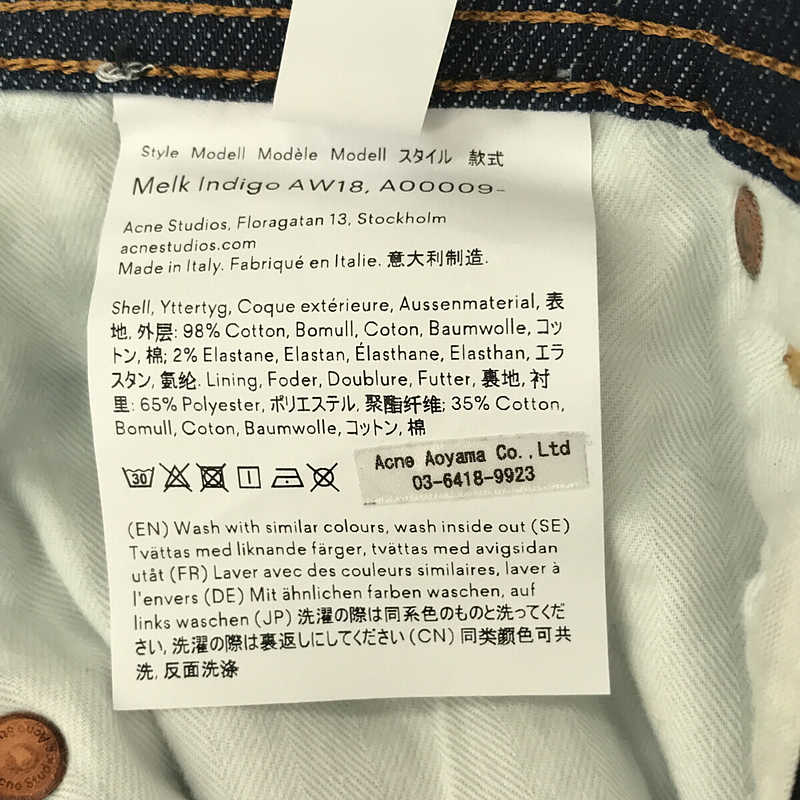 Style Modell Modèle Modell スタイル 款式
Melk Indigo AW18, A00009-
Acne Studios, Floragatan 13, Stockholm
acnestudios.com
Made in Italy. Fabriqué en Italie. 意大利制造.
Shell, Yttertyg, Coque extérieure, Aussenmaterial, 表
地, 外层: 98% Cotton, Bomull, Coton, Baumwolle, コッ
トン, 棉; 2% Elastane, Elastan, Élasthane, Elasthan, エラ
スタン, 氨纶. Lining, Foder, Doublure, Futter, 裏地, 衬
里: 65% Polyester, ポリエステル, 聚酯纤维; 35% Cotton,
Bomull, Coton, Baumwolle, コットン, 棉
30
Acne Aoyama Co.,Ltd
03-6418-9923
(EN) Wash with similar colours, wash inside out (SE)
Tvättas med liknande färger, tvättas med avigsidan
utåt (FR) Laver avec des couleurs similaires, laver à
l'envers (DE) Mit ähnlichen farben waschen, auf
links waschen (JP) 洗濯の際は同系色のものと洗ってくだ
さい, 洗濯の際は裏返しにしてください (CN) 同类颜色可共
洗, 反面洗涤
Acne Studios